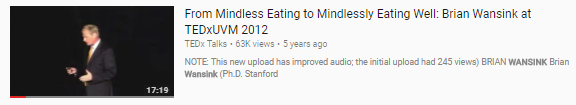 From Mindless Eating to Mindlessly Eating Well: Brian Wansink at
TEDxUVM 2012
TEDx Talks • 63K views • 5 years ago
NOTE: This new upload has improved audio; the initial upload had 245 views) BRIAN WANSINK Brian
Wansink (Ph.D. Stanford
17:19